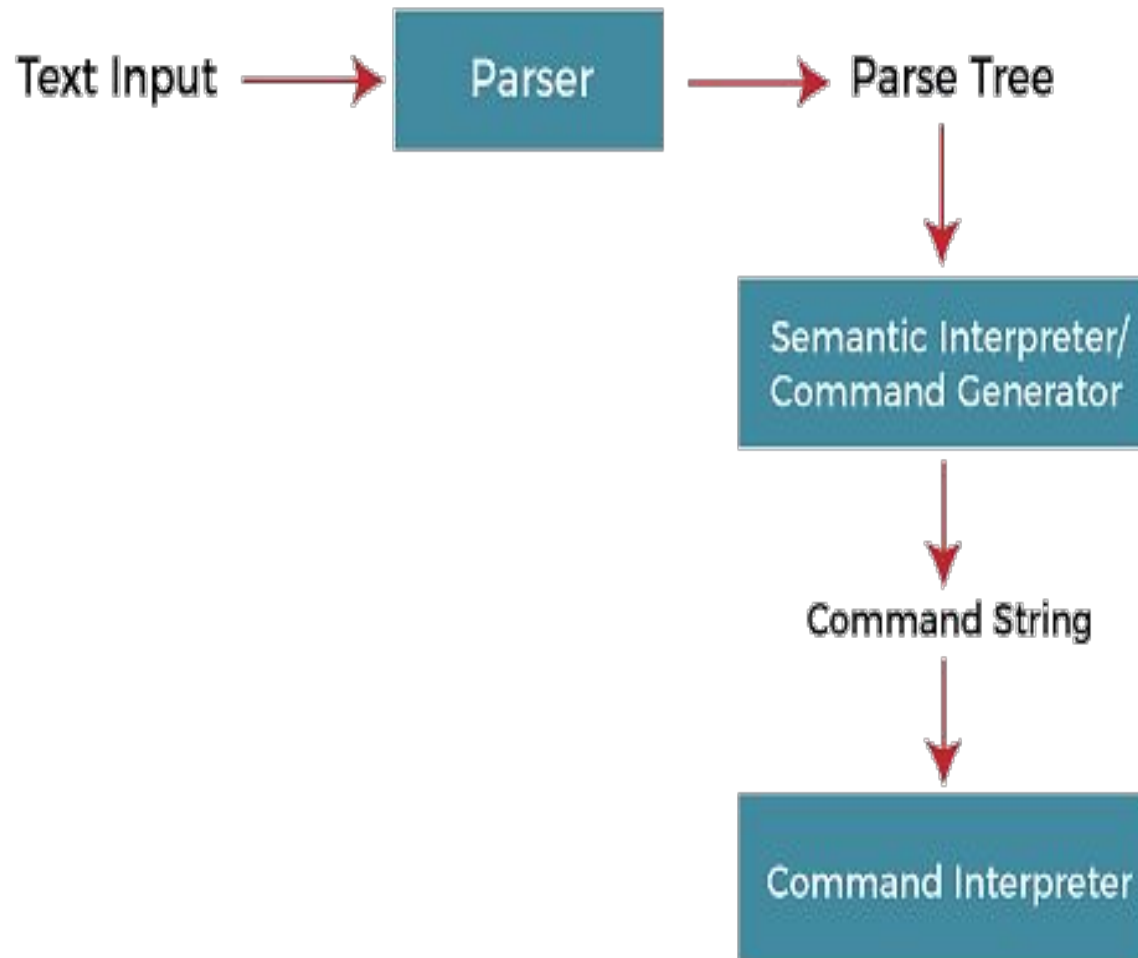 Text Input
Parser
Parse Tree
Semantic Interpreter/
Command Generator
Command String
Command Interpreter